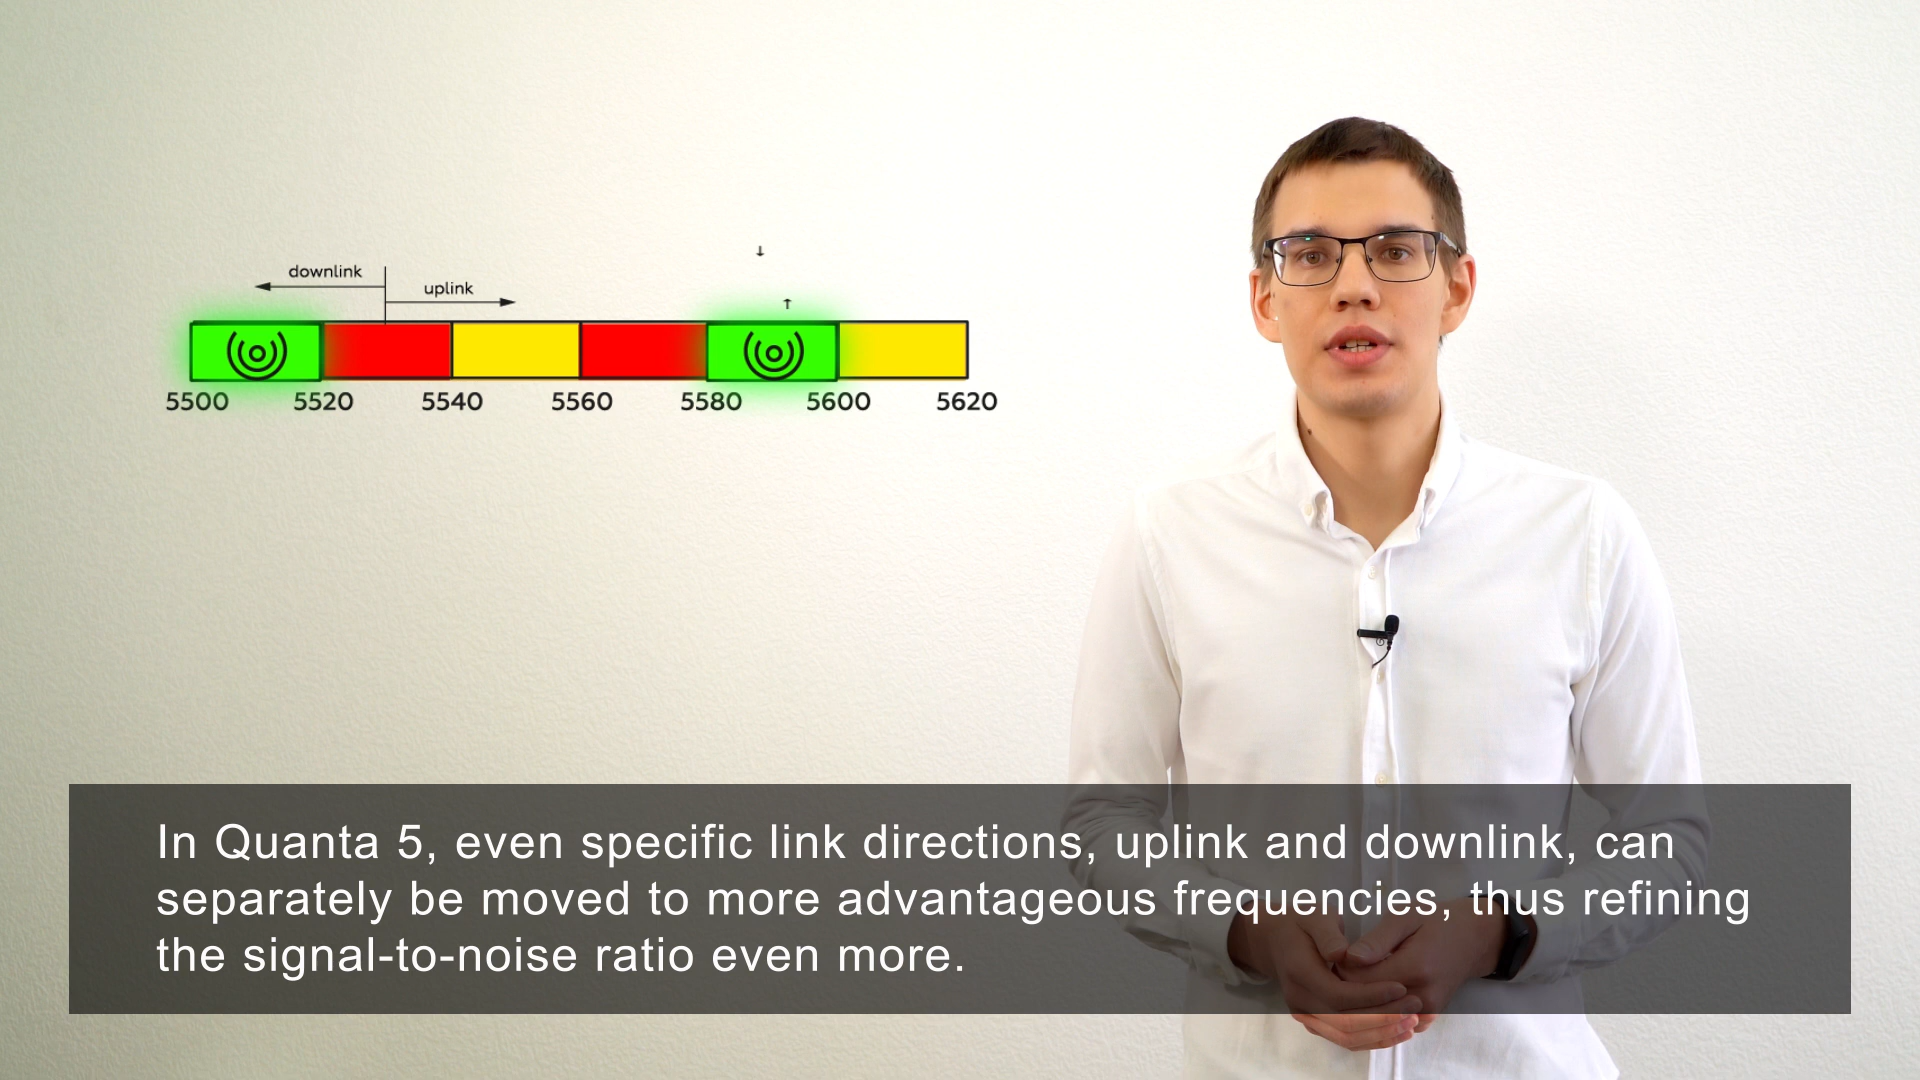 downlink
uplink
5500 5520 5540 5560 5580 5600 5620
In Quanta 5, even specific link directions, uplink and downlink, can
separately be moved to more advantageous frequencies, thus refining
the signal-to-noise ratio even more.